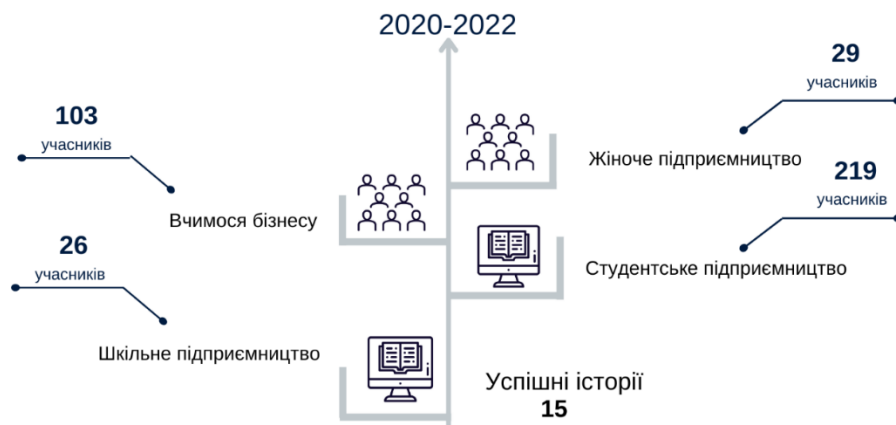 2020-2022
29
учасників
Жіноче підприємництво
103
учасників
Вчимося бізнесу
219
учасників
Студентське підприємництво
26
учасників
Шкільне підприємництво
Успішні історії
15